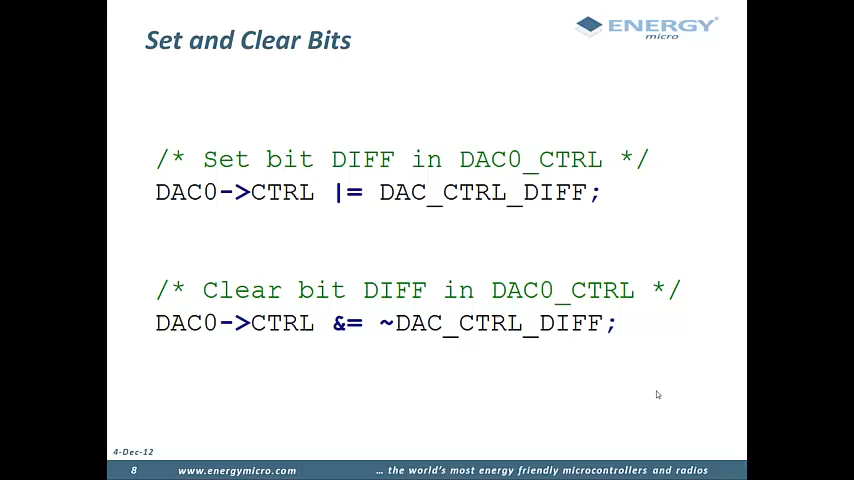 Set and Clear Bits
ENERGY®
micro
/* Set bit DIFF in DAC0_CTRL */
DAC0->CTRL |= DAC_CTRL_DIFF;
/* Clear bit DIFF in DAC0_CTRL */
DAC0->CTRL &= ~DAC_CTRL_DIFF;
4-Dec-12
8 www.energymicro.com ... the world's most energy friendly microcontrollers and radios